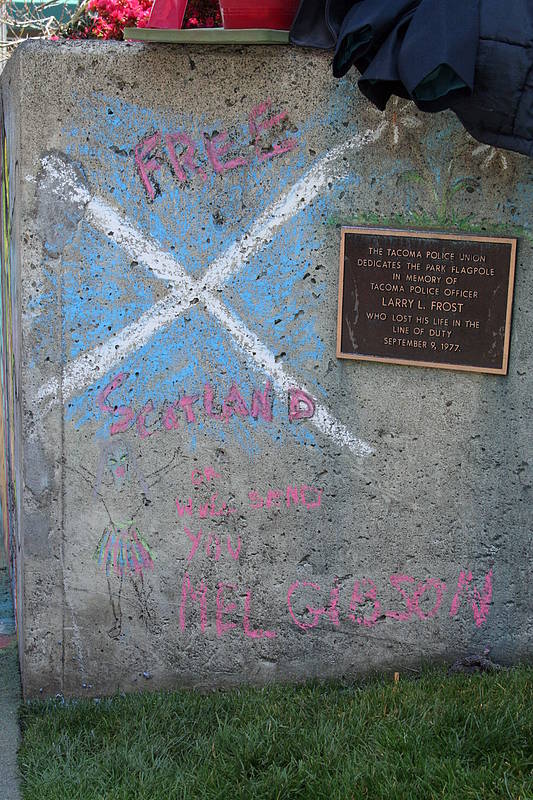 FREE
SCOTLAND
OR
WE'LL SEND
YOU
MEL GIBSON
THE TACOMA POLICE UNION
DEDICATES THE PARK FLAGPOLE
IN MEMORY OF
TACOMA POLICE OFFICER
LARRY L. FROST
WHO LOST HIS LIFE IN THE
LINE OF DUTY
SEPTEMBER 9, 1977.